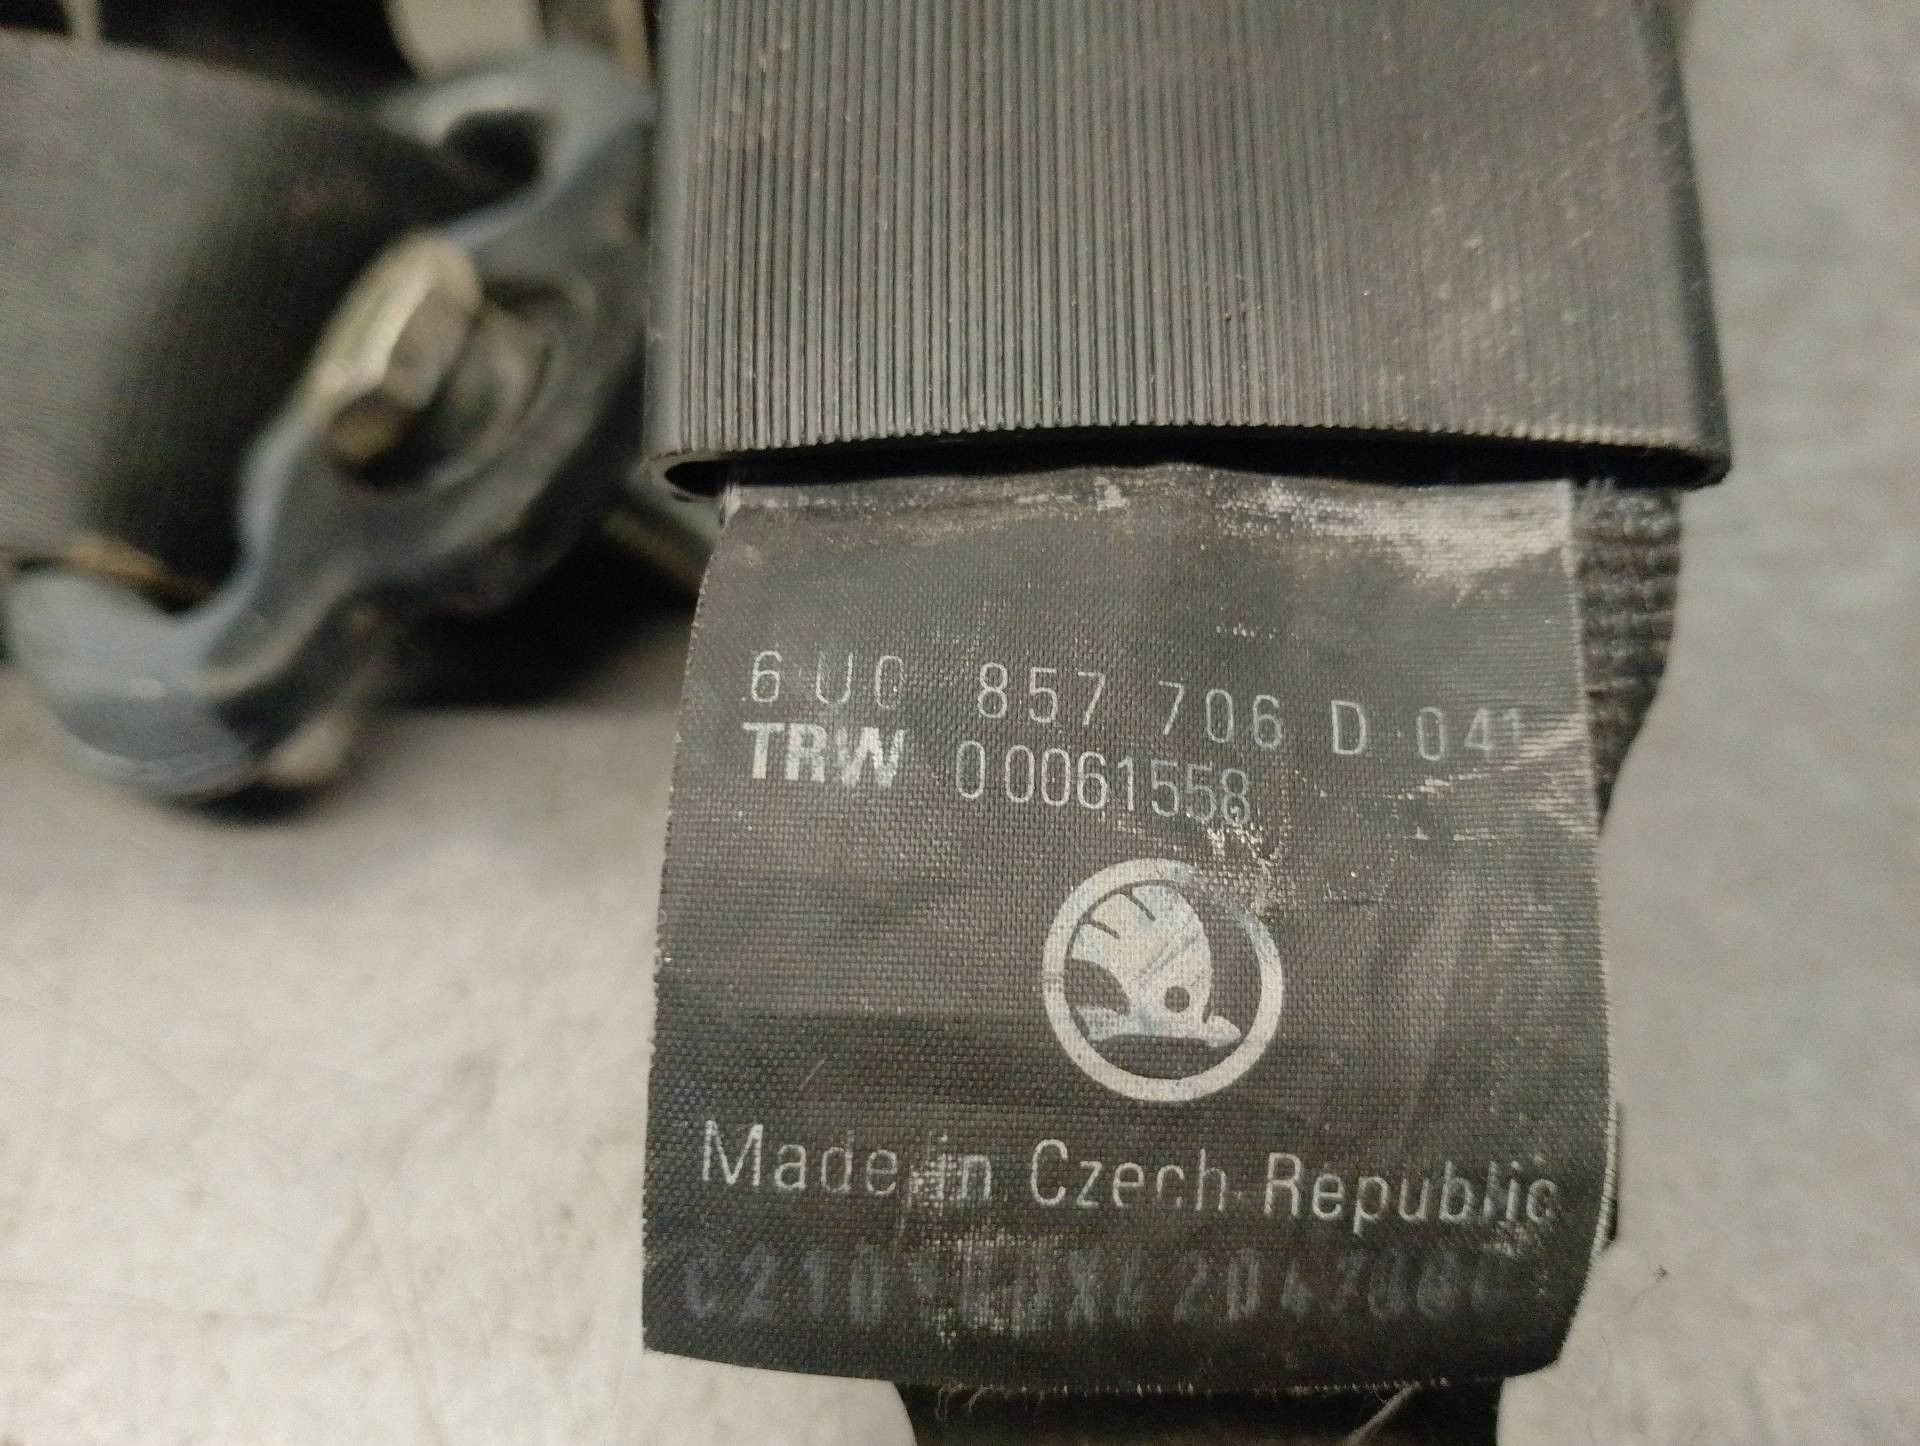 6U0 857 706 D 041
TRW 00061558
Made in Czech Republic